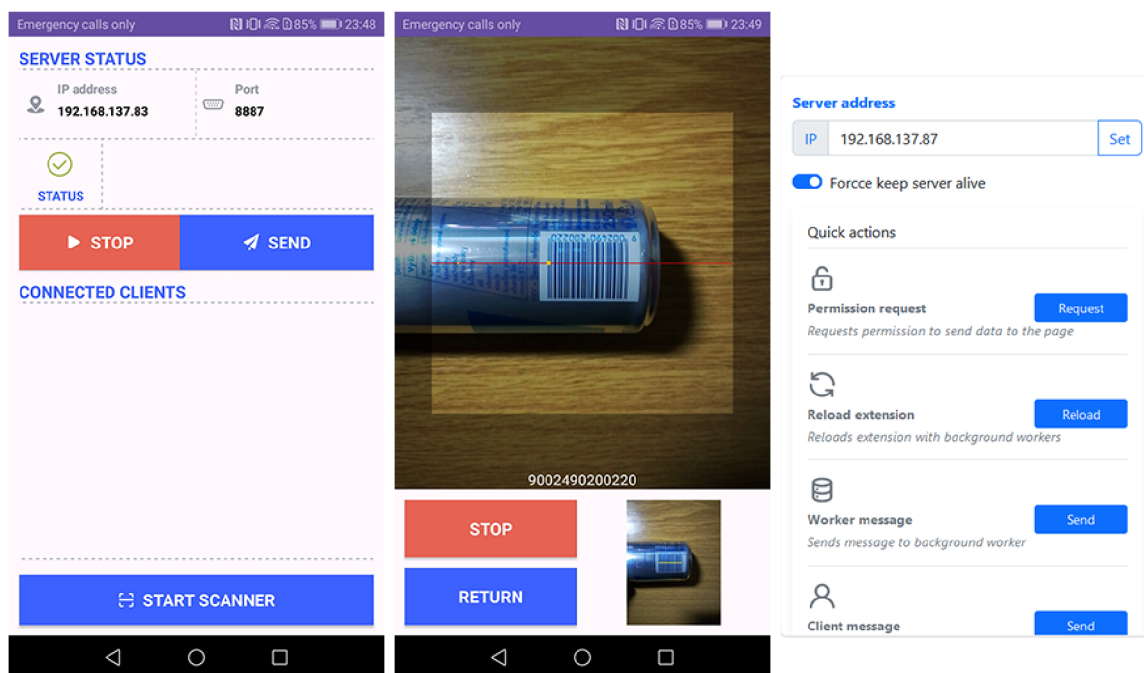 Emergency calls only
85%
23:48
SERVER STATUS
IP address
192.168.137.83
Port
8887
STATUS
STOP
SEND
CONNECTED CLIENTS
START SCANNER
Emergency calls only
85%
23:49
250ml
9002490200220
STOP
RETURN
Server address
IP
192.168.137.87
Set
Forcce keep server alive
Quick actions
Permission request
Request
Requests permission to send data to the page
Reload extension
Reload
Reloads extension with background workers
Worker message
Send
Sends message to background worker
Client message
Send